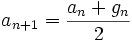 a_{n+1} = \frac{a_n + g_n}{2}